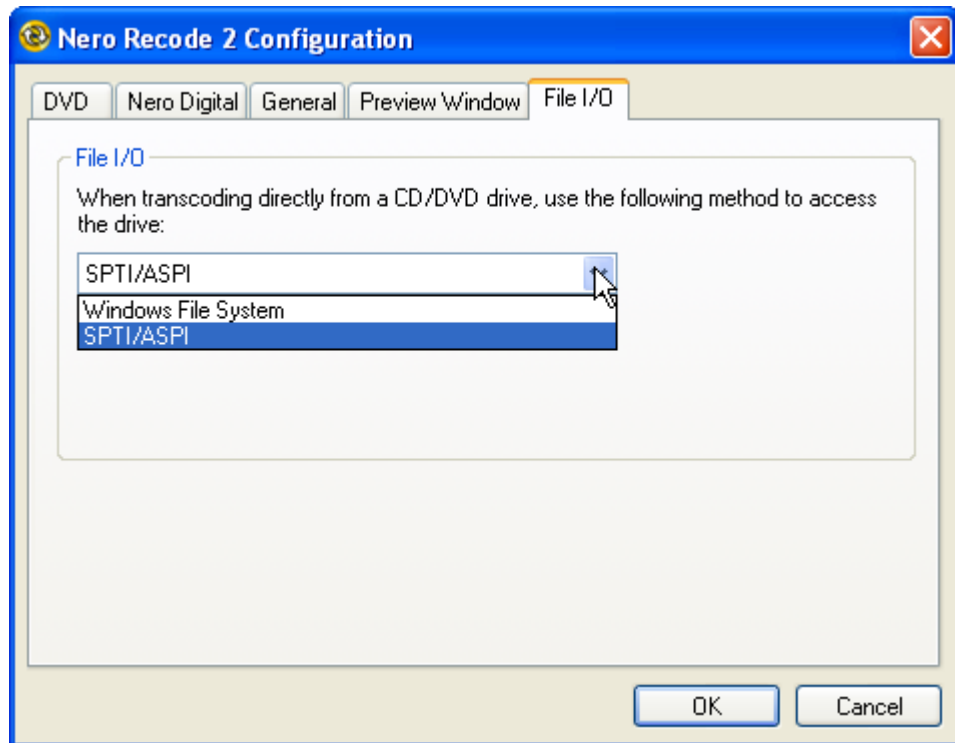 Nero Recode 2 Configuration
DVD
Nero Digital
General
Preview Window
File I/O
File I/O
When transcoding directly from a CD/DVD drive, use the following method to access
the drive:
SPTI/ASPI
Windows File System
SPTI/ASPI
OK
Cancel